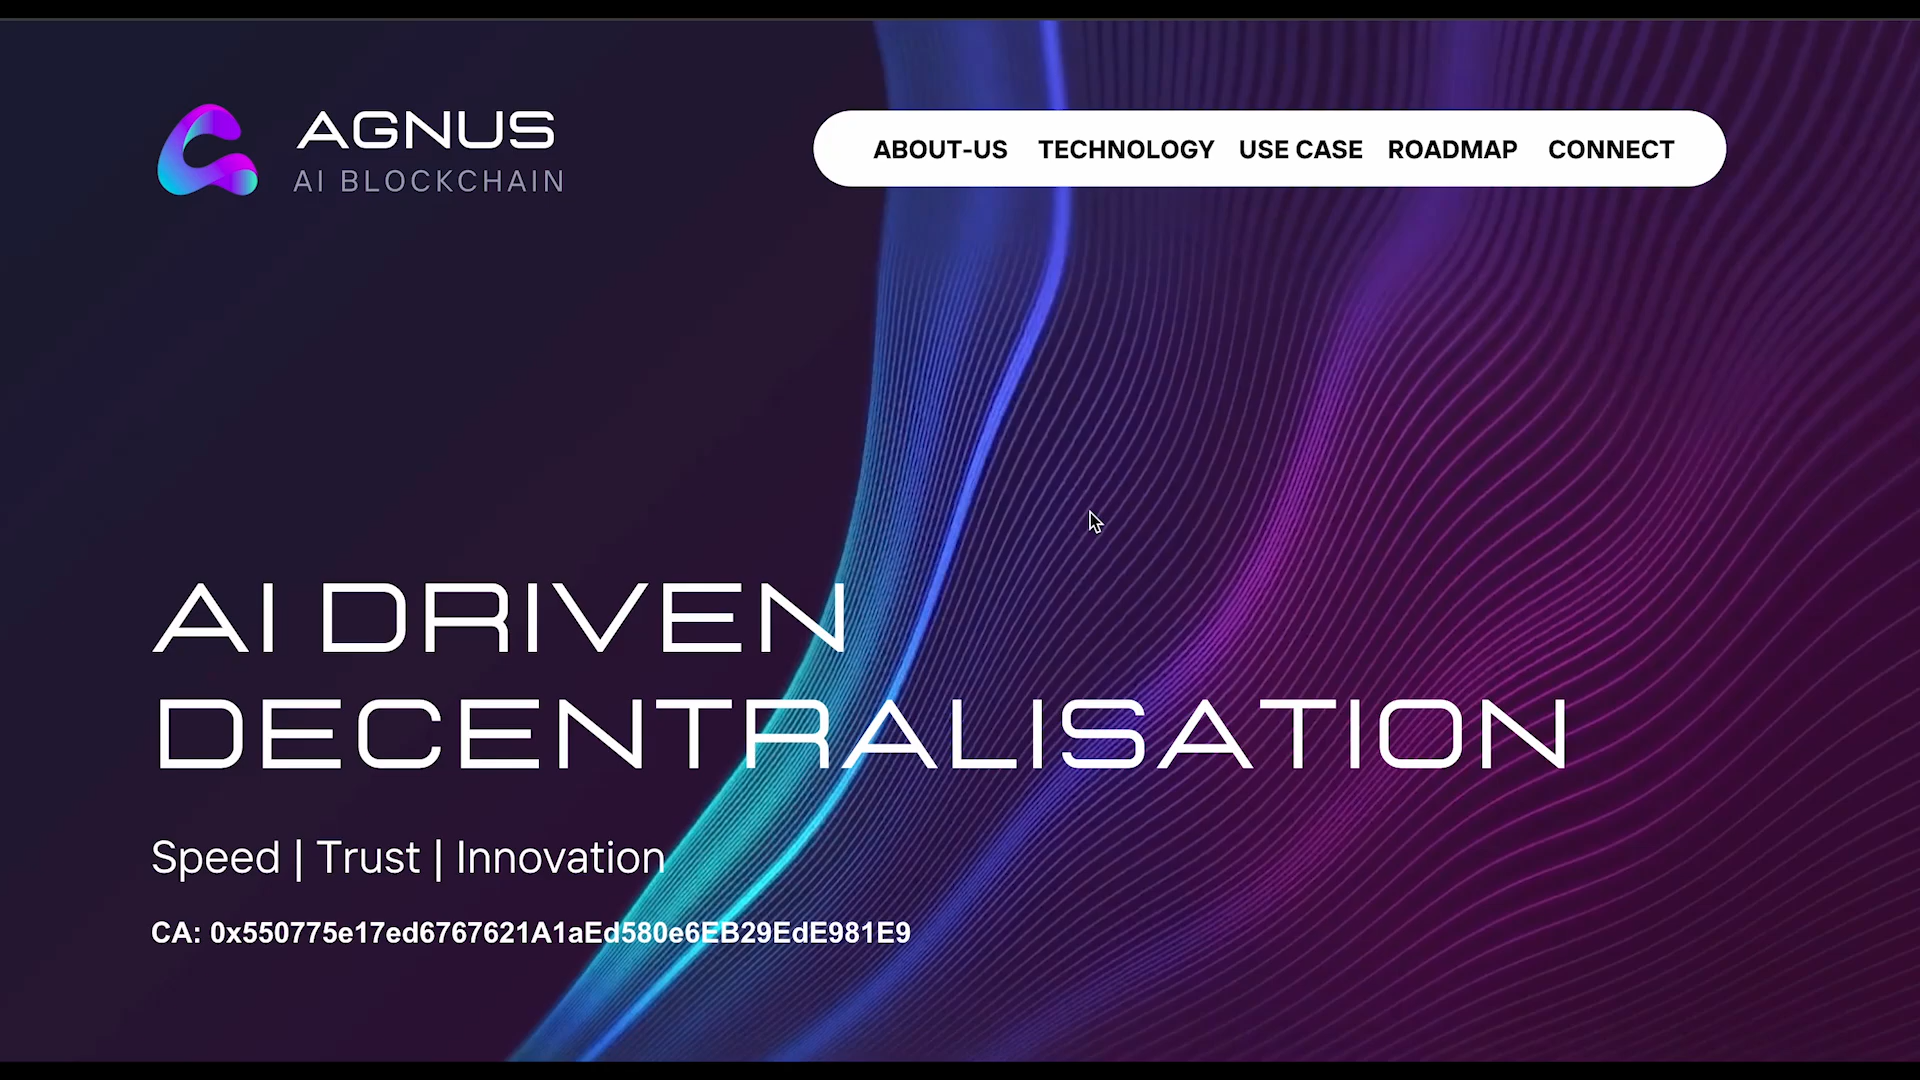 AGNUS
AI BLOCKCHAIN
ABOUT-US TECHNOLOGY USE CASE ROADMAP CONNECT
AI DRIVEN
DECENTRALISATION
Speed | Trust | Innovation
CA: 0x550775e17ed6767621A1aEd580e6EB29EdE981E9